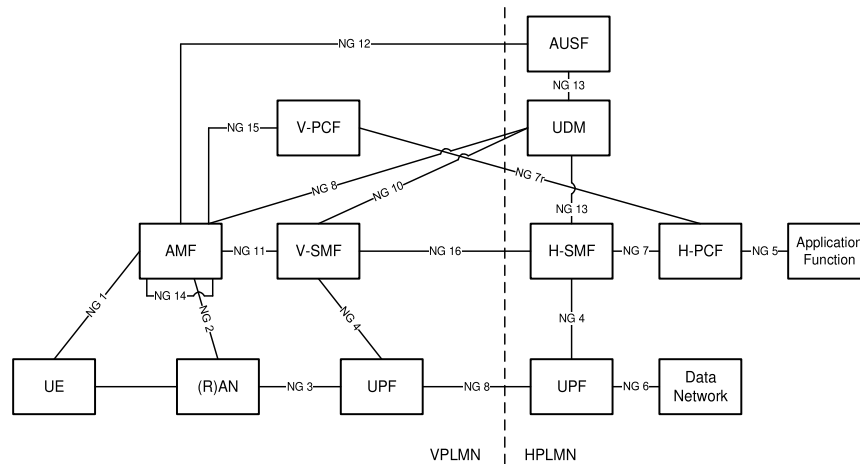 NG 12
AUSF
NG 13
NG 15
V-PCF
UDM
NG 8
NG 10
NG 7r
NG 13
AMF
NG 11
V-SMF
NG 16
H-SMF
NG 7
H-PCF
NG 5
Application
Function
NG 14
NG 1
NG 2
NG 4
NG 4
UE
(R)AN
NG 3
UPF
NG 8
UPF
NG 6
Data
Network
VPLMN
HPLMN